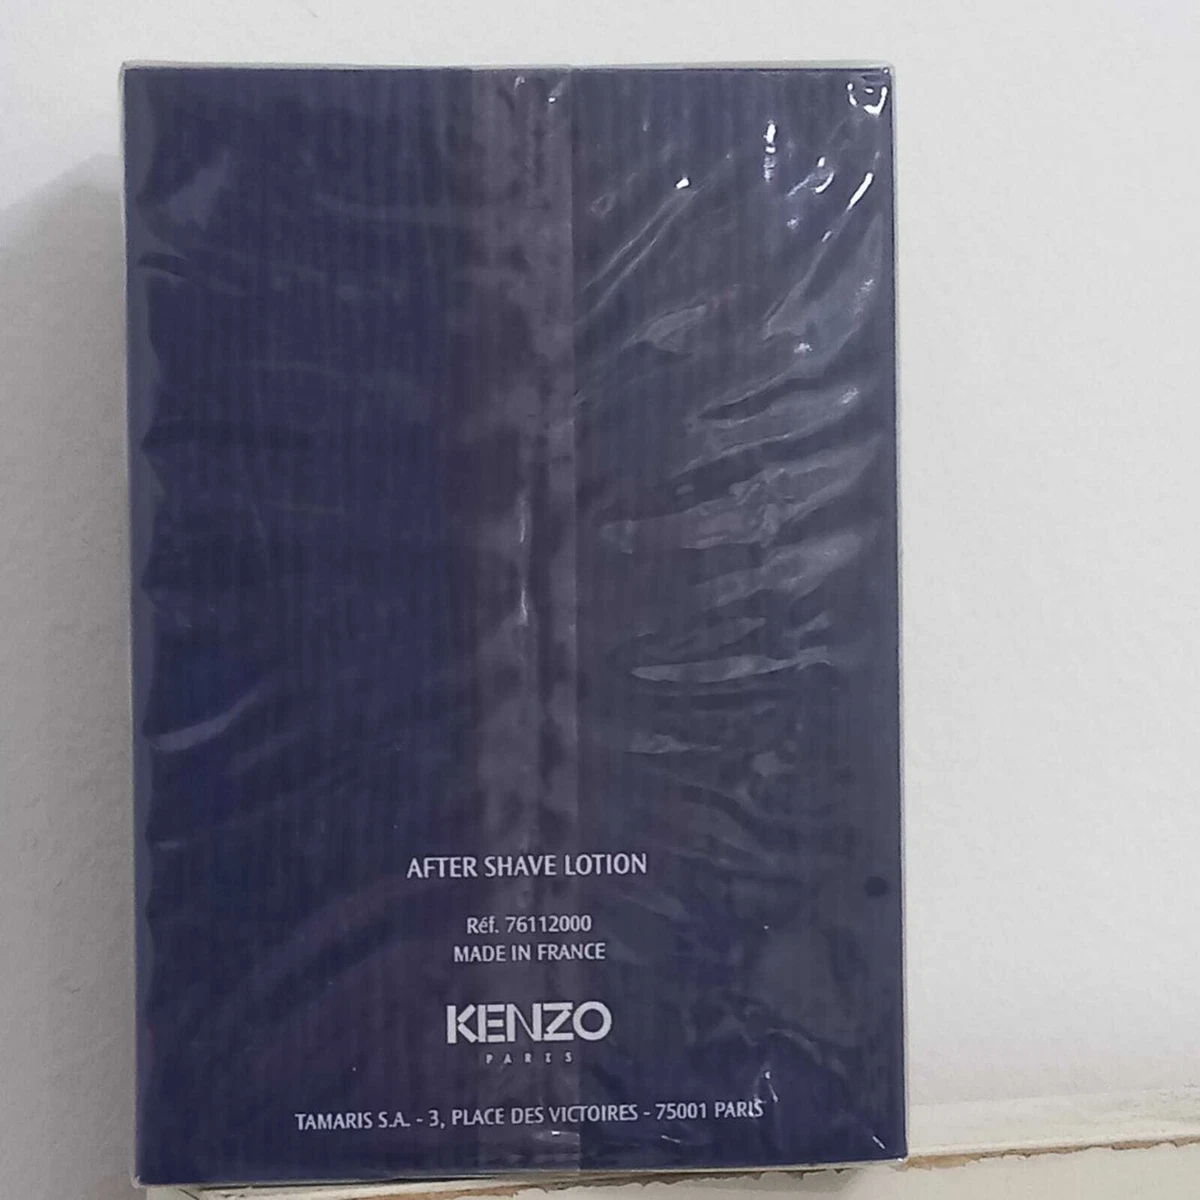 AFTER SHAVE LOTION
Réf. 76112000
MADE IN FRANCE
KENZO
PARIS
TAMARIS S.A. - 3, PLACE DES VICTOIRES - 75001 PARIS